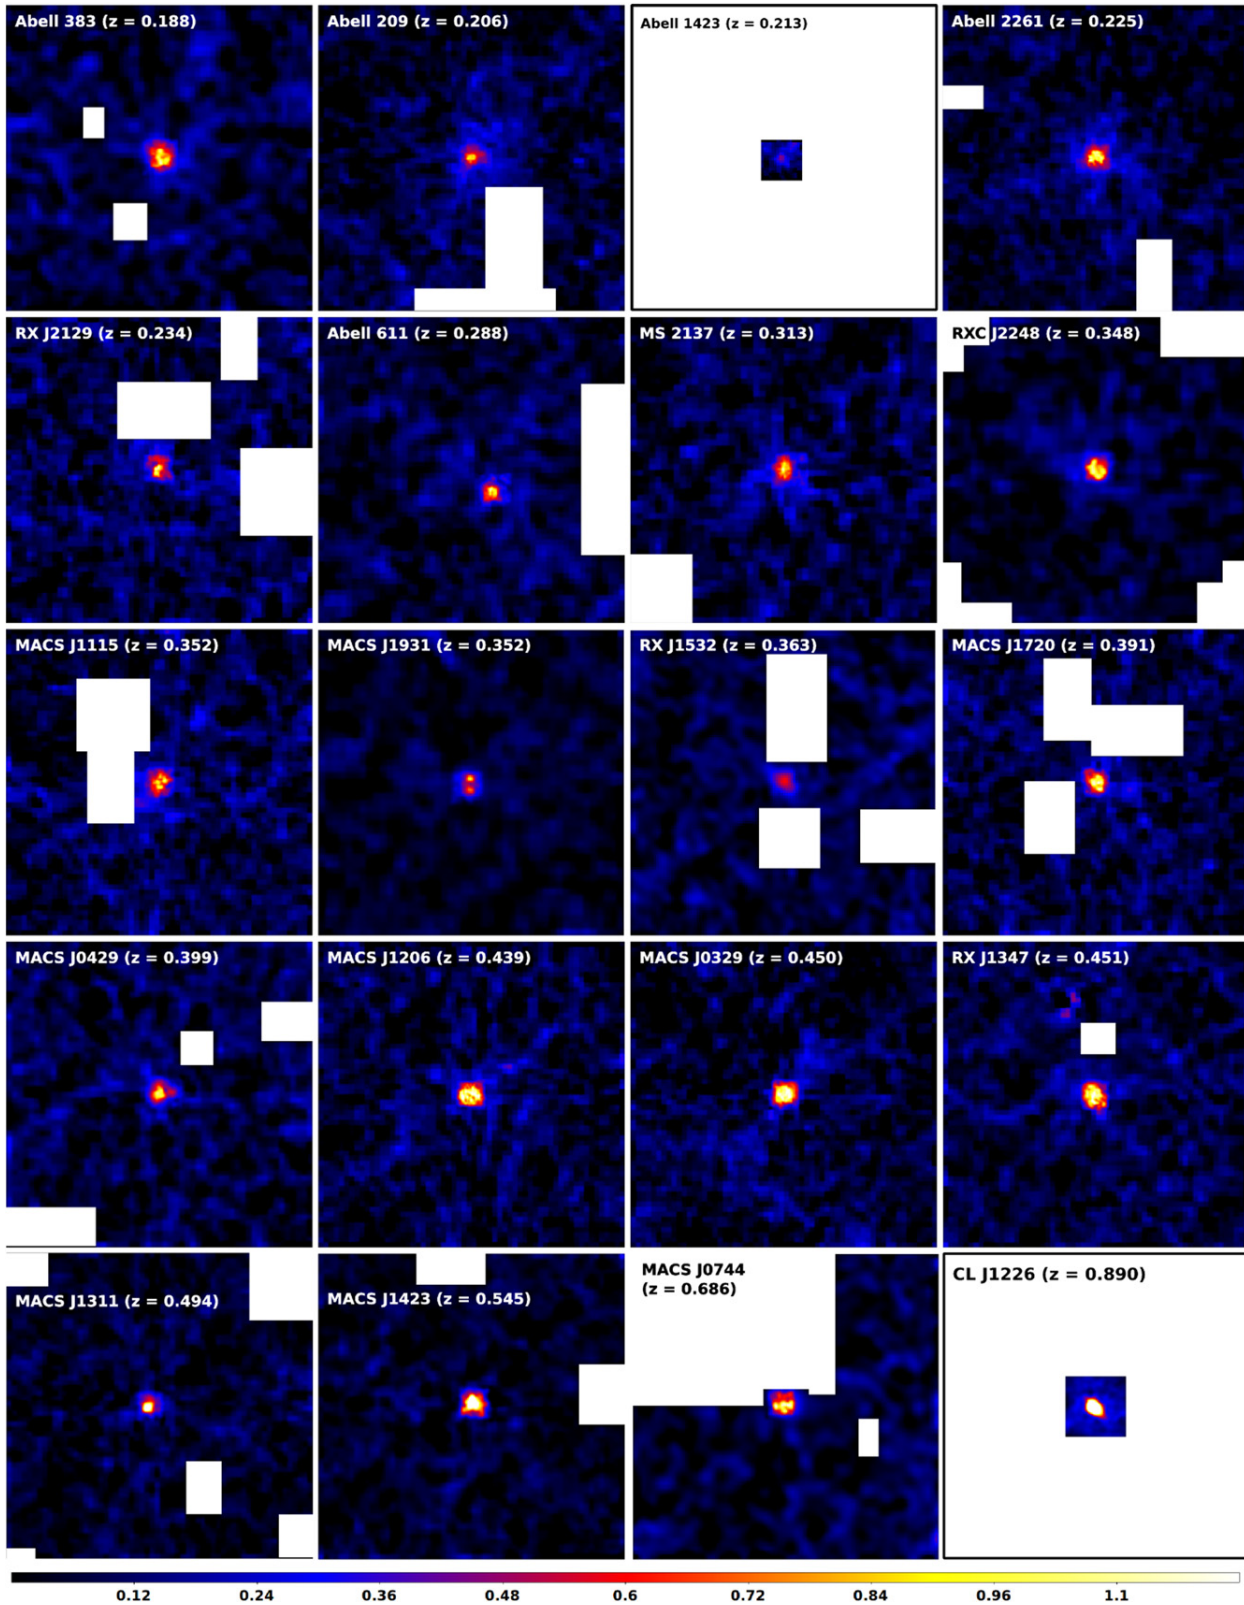 Abell 383 (z = 0.188)
Abell 209 (z = 0.206)
Abell 1423 (z = 0.213)
Abell 2261 (z = 0.225)
RX J2129 (z = 0.234)
Abell 611 (z = 0.288)
MS 2137 (z = 0.313)
RXC J2248 (z = 0.348)
MACS J1115 (z = 0.352)
MACS J1931 (z = 0.352)
RX J1532 (z = 0.363)
MACS J1720 (z = 0.391)
MACS J0429 (z = 0.399)
MACS J1206 (z = 0.439)
MACS J0329 (z = 0.450)
RX J1347 (z = 0.451)
MACS J1311 (z = 0.494)
MACS J1423 (z = 0.545)
MACS J0744
(z = 0.686)
CL J1226 (z = 0.890)
0.12 0.24 0.36 0.48 0.6 0.72 0.84 0.96 1.1